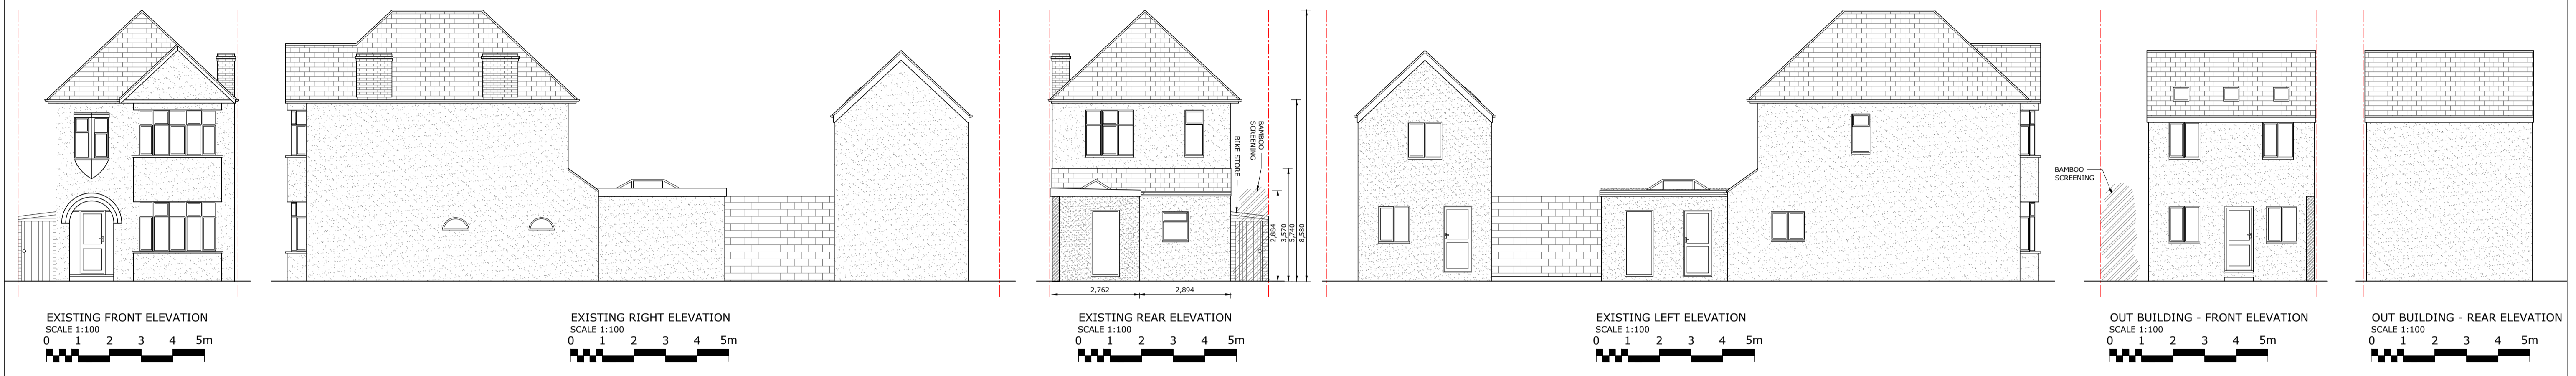 BIKE STORE
BAMBOO
SCREENING
2,884
3,570
5,740
8,580
2,762
2,894
BAMBOO
SCREENING
EXISTING FRONT ELEVATION
SCALE 1:100
0 1 2 3 4 5m
EXISTING RIGHT ELEVATION
SCALE 1:100
0 1 2 3 4 5m
EXISTING REAR ELEVATION
SCALE 1:100
0 1 2 3 4 5m
EXISTING LEFT ELEVATION
SCALE 1:100
0 1 2 3 4 5m
OUT BUILDING - FRONT ELEVATION
SCALE 1:100
0 1 2 3 4 5m
OUT BUILDING - REAR ELEVATION
SCALE 1:100
0 1 2 3 4 5m